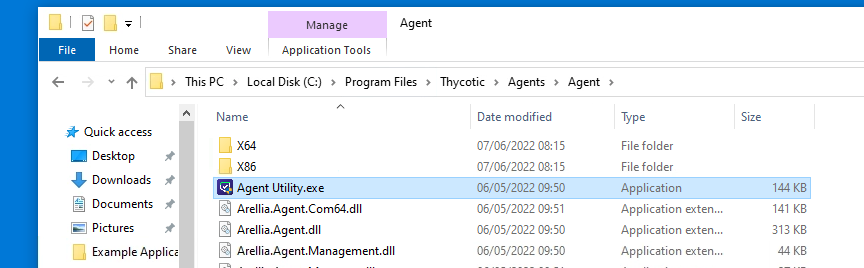 Manage Agent
File Home Share View Application Tools
This PC > Local Disk (C:) > Program Files > Thycotic > Agents > Agent >
Name Date modified Type Size
Quick access
X64 07/06/2022 08:15 File folder
Desktop
X86 07/06/2022 08:15 File folder
Downloads
Agent Utility.exe 06/05/2022 09:50 Application 144 KB
Documents
Arellia.Agent.Com64.dll 06/05/2022 09:51 Application exten... 141 KB
Pictures
Arellia.Agent.dll 06/05/2022 09:50 Application exten... 313 KB
Example Applica
Arellia.Agent.Management.dll 06/05/2022 09:50 Application exten... 44 KB